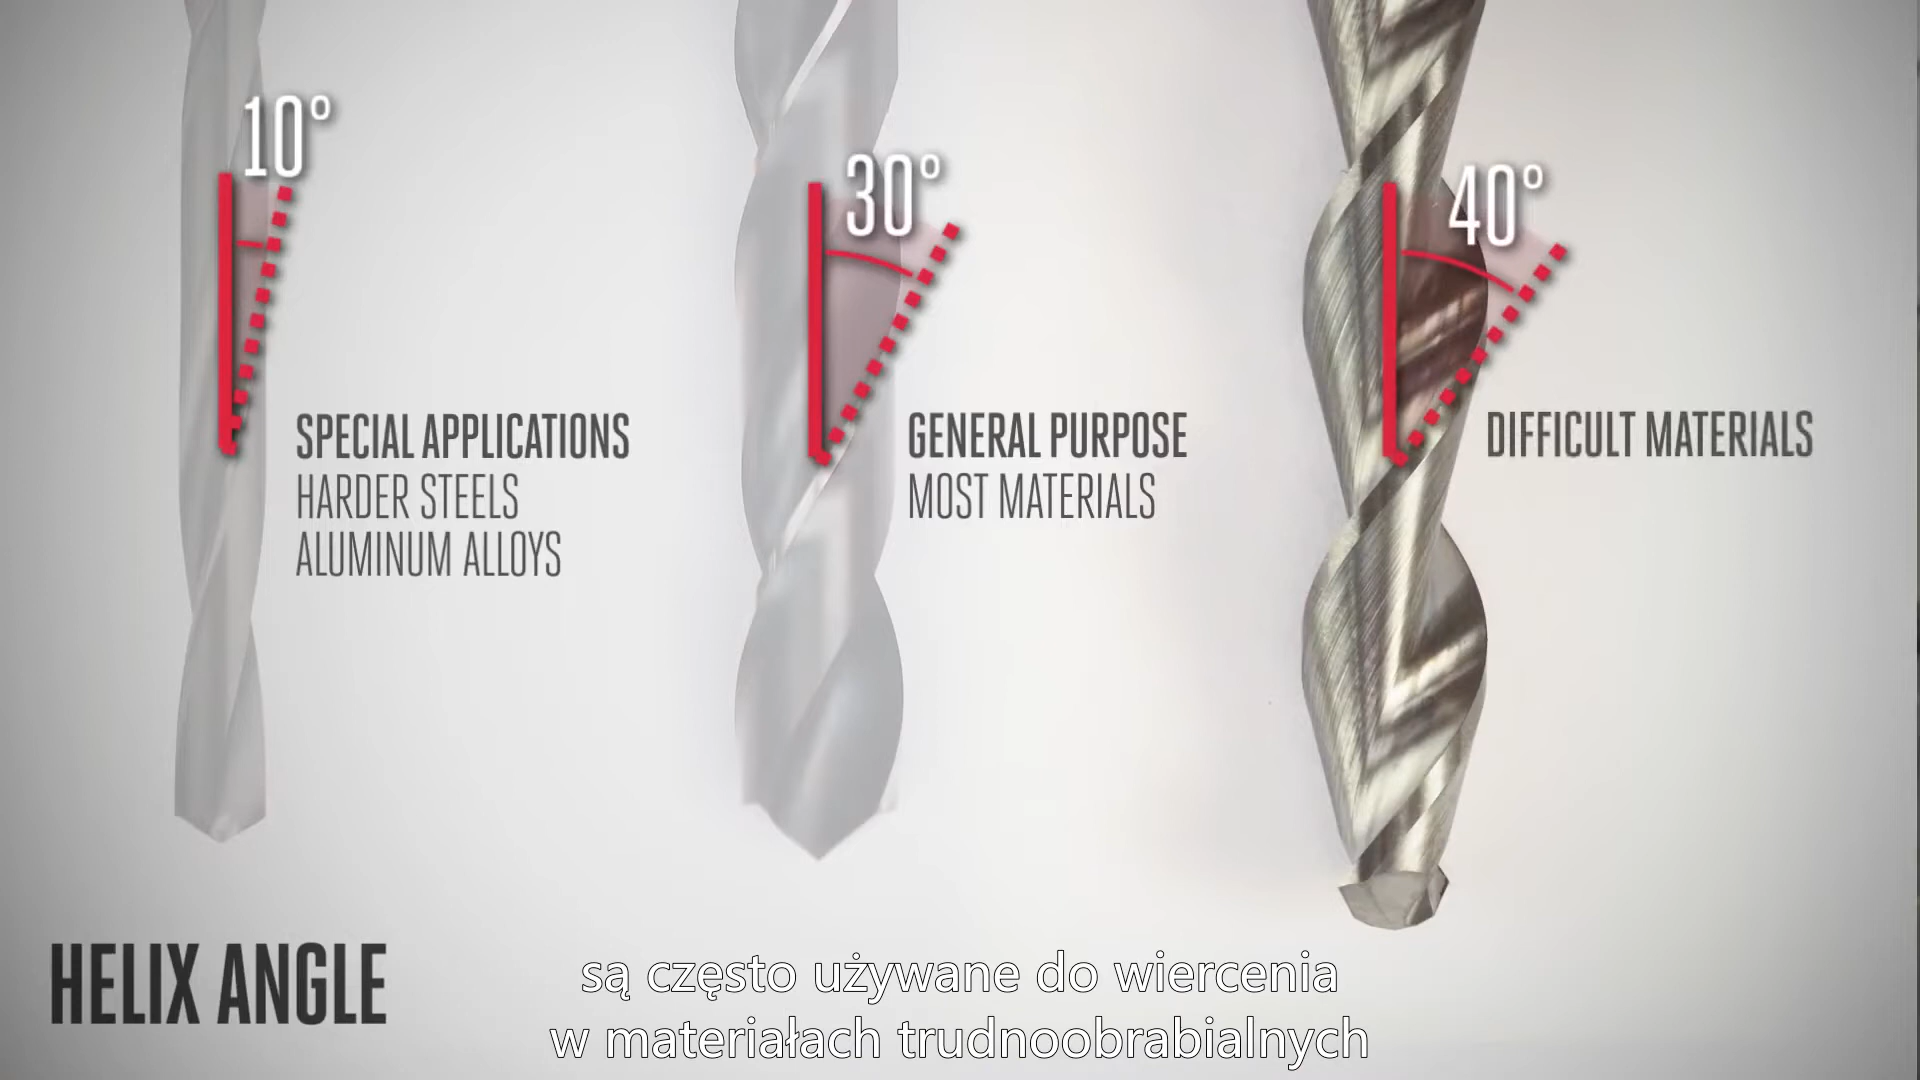 10°
30°
40°
SPECIAL APPLICATIONS
HARDER STEELS
ALUMINUM ALLOYS
GENERAL PURPOSE
MOST MATERIALS
DIFFICULT MATERIALS
HELIX ANGLE
są często używane do wiercenia
w materiałach trudnoobrabialnych